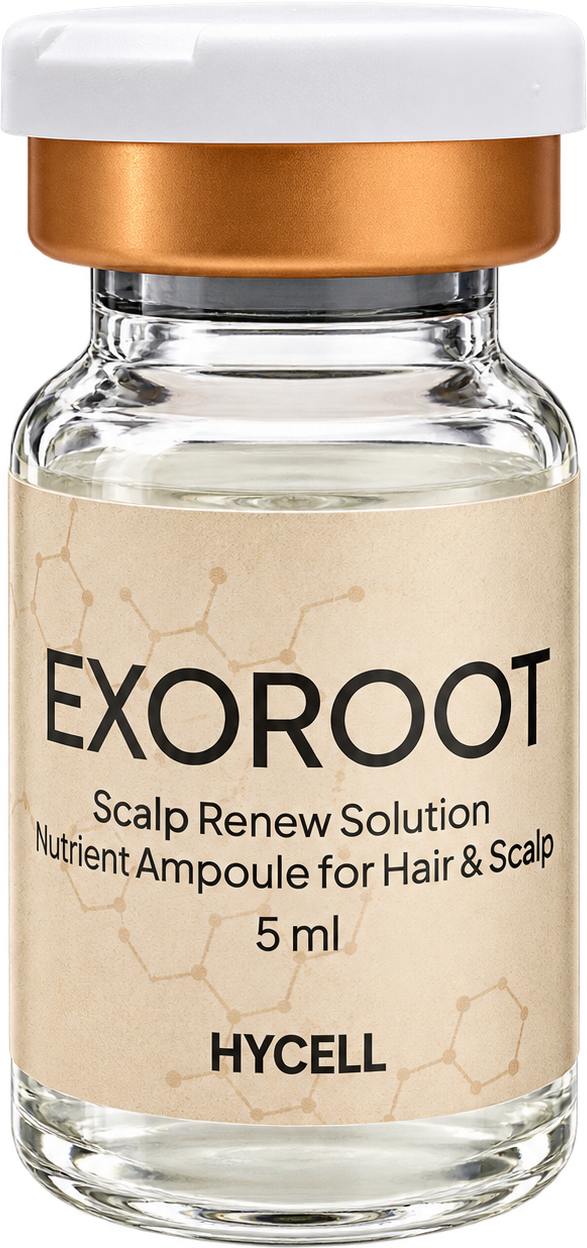 EXOROOT
Scalp Renew Solution
Nutrient Ampoule for Hair & Scalp
5 ml
HYCELL